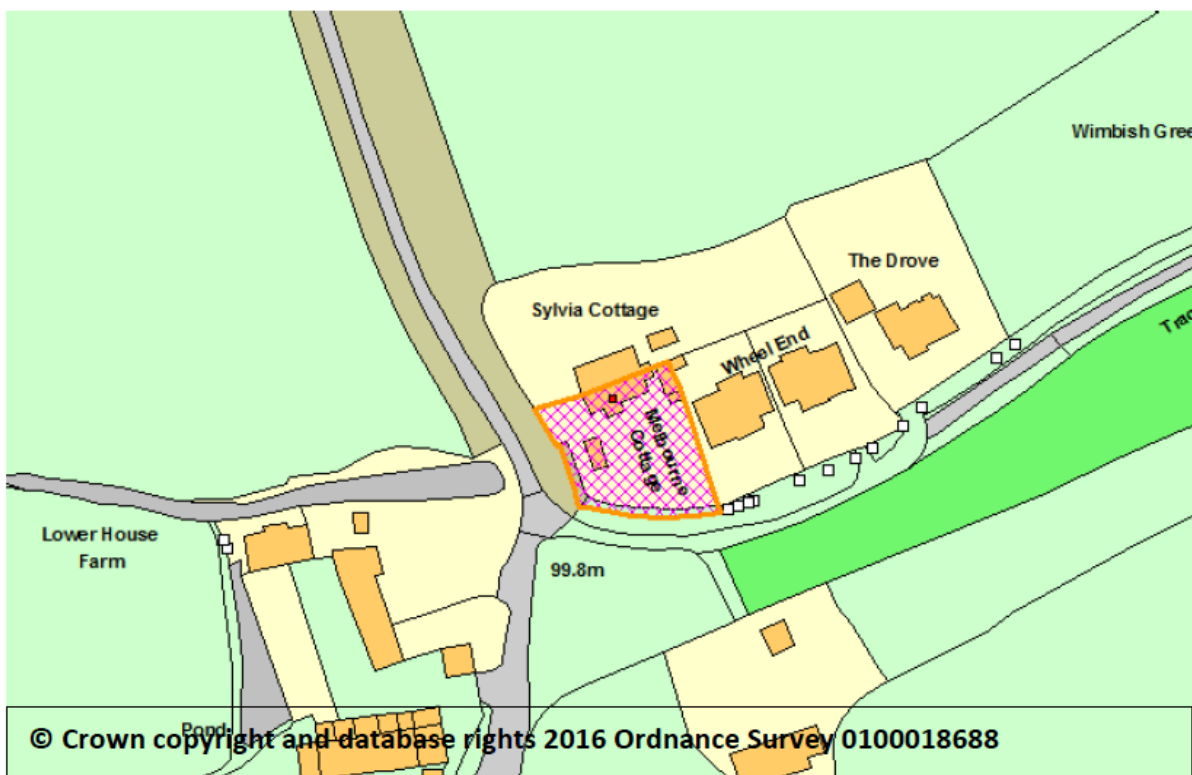 Wimbish Gree
The Drove
Sylvia Cottage
Trac
Wheel End
Melbourne
Cottage
Lower House
Farm
99.8m
Pond
© Crown copyright and database rights 2016 Ordnance Survey 0100018688